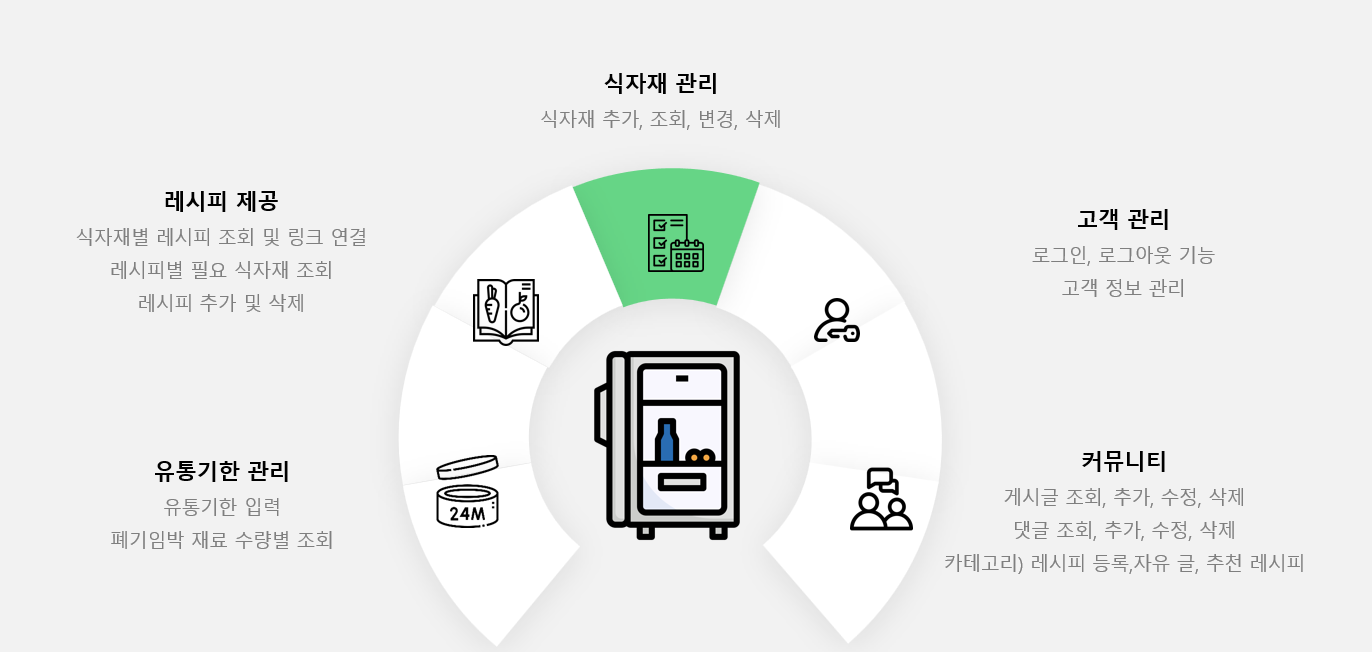 식자재 관리
식자재 추가, 조회, 변경, 삭제
레시피 제공
식자재별 레시피 조회 및 링크 연결
레시피별 필요 식자재 조회
레시피 추가 및 삭제
고객 관리
로그인, 로그아웃 기능
고객 정보 관리
유통기한 관리
유통기한 입력
폐기임박 재료 수량별 조회
24M
커뮤니티
게시글 조회, 추가, 수정, 삭제
댓글 조회, 추가, 수정, 삭제
카테고리) 레시피 등록,자유 글, 추천 레시피